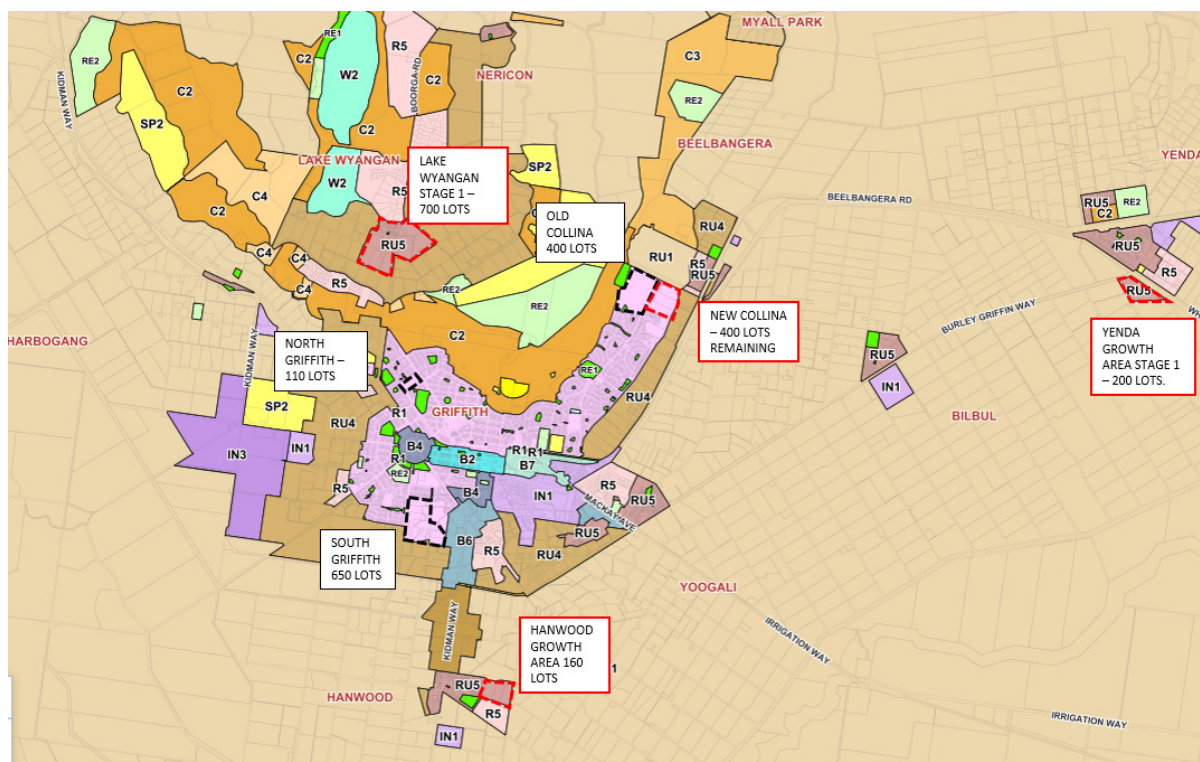 MYALL PARK
RE1
R5
C3
C2
W2
BOORGA RD
C2
NERICON
RE2
KIDMAN WAY
C2
RE2
SP2
C2
BEELBANGERA
LAKE WYANGAN
LAKE
WYANGAN
STAGE 1 –
700 LOTS
SP2
YENDA
W2
R5
C4
BEELBANGERA RD
RU5
C2
RE2
C2
OLD
COLLINA
400 LOTS
RU4
RU5
RU1
RU5
C4
C4
R5
RU5
R5
C4
R5
RE2
RE2
RU5
BURLEY GRIFFIN WAY
C2
NEW COLLINA
– 400 LOTS
REMAINING
YENDA
GROWTH
AREA STAGE 1
– 200 LOTS.
HARBOGANG
KIDMAN WAY
NORTH
GRIFFITH –
110 LOTS
RU5
RE1
IN1
SP2
RU4
R1
GRIFFITH
RU4
BILBUL
IN3
IN1
B4
R1
R1
R1
B2
B7
RE2
R5
B4
IN1
R5
RU5
MACKAY AVE
SOUTH
GRIFFITH
650 LOTS
B6
R5
RU4
RU5
YOOGALI
HANWOOD
GROWTH
AREA 160
LOTS
1
KIDMAN WAY
IRRIGATION WAY
HANWOOD
RU5
R5
IN1
IRRIGATION WAY